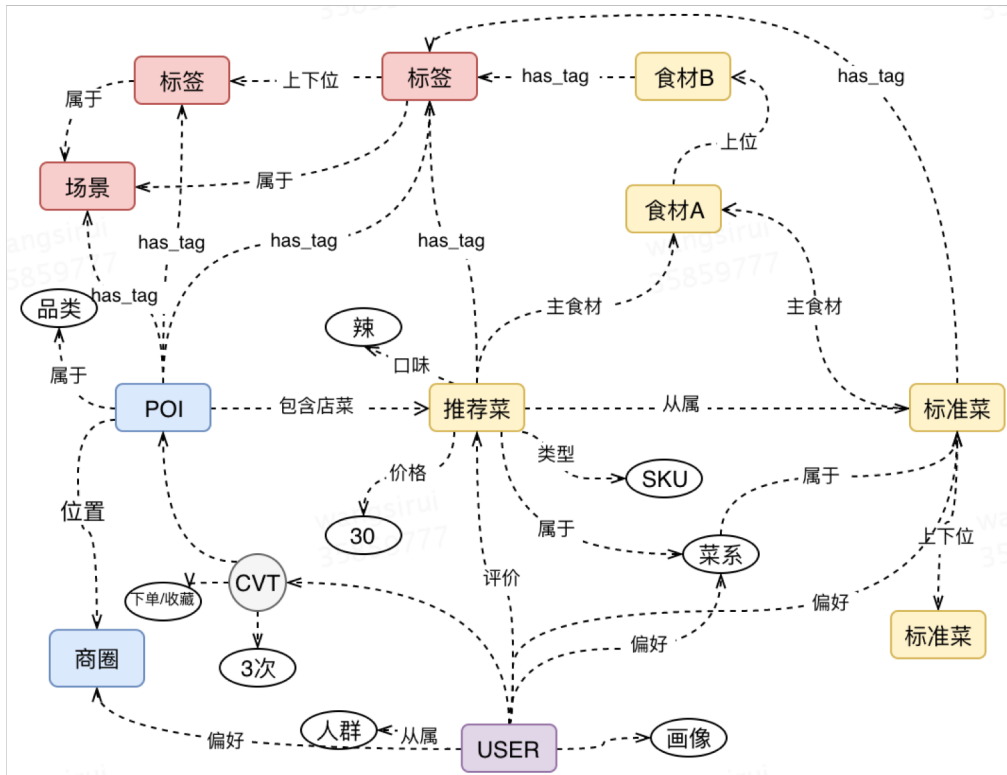 标签
上下位
标签
has_tag
食材B
has_tag
属于
上位
场景
属于
食材A
has_tag
has_tag
has_tag
has_tag
品类
辣
主食材
主食材
口味
属于
POI
包含店菜
推荐菜
从属
标准菜
类型
价格
SKU
属于
位置
30
属于
菜系
上下位
CVT
评价
下单/收藏
偏好
标准菜
商圈
3次
偏好
人群
从属
偏好
USER
画像
wangsirui
35859777